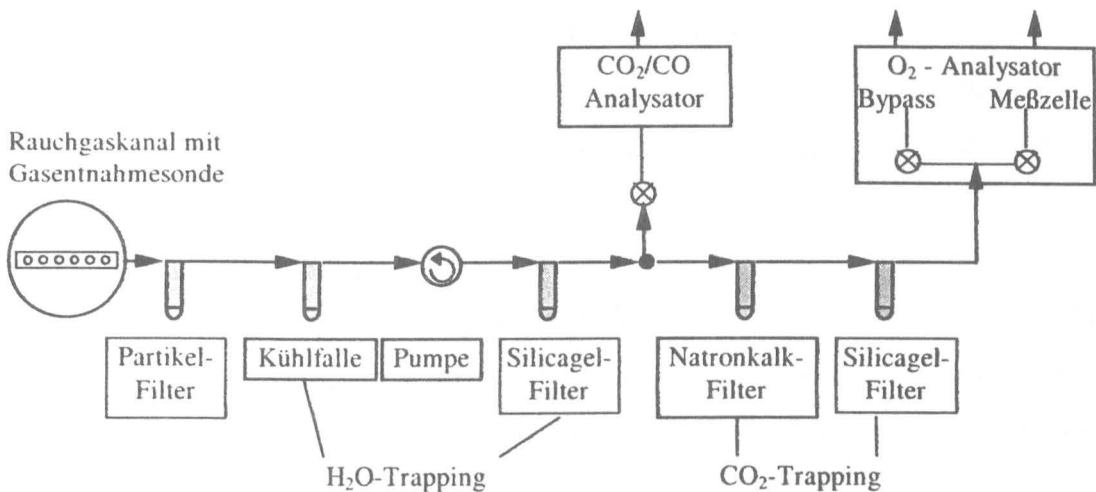 CO₂/CO
Analysator
O₂ - Analysator
Bypass Meßzelle
Rauchgaskanal mit
Gasentnahmesonde
Partikel-
Filter
Kühlfalle
Pumpe
Silicagel-
Filter
Natronkalk-
Filter
Silicagel-
Filter
H₂O-Trapping
CO₂-Trapping